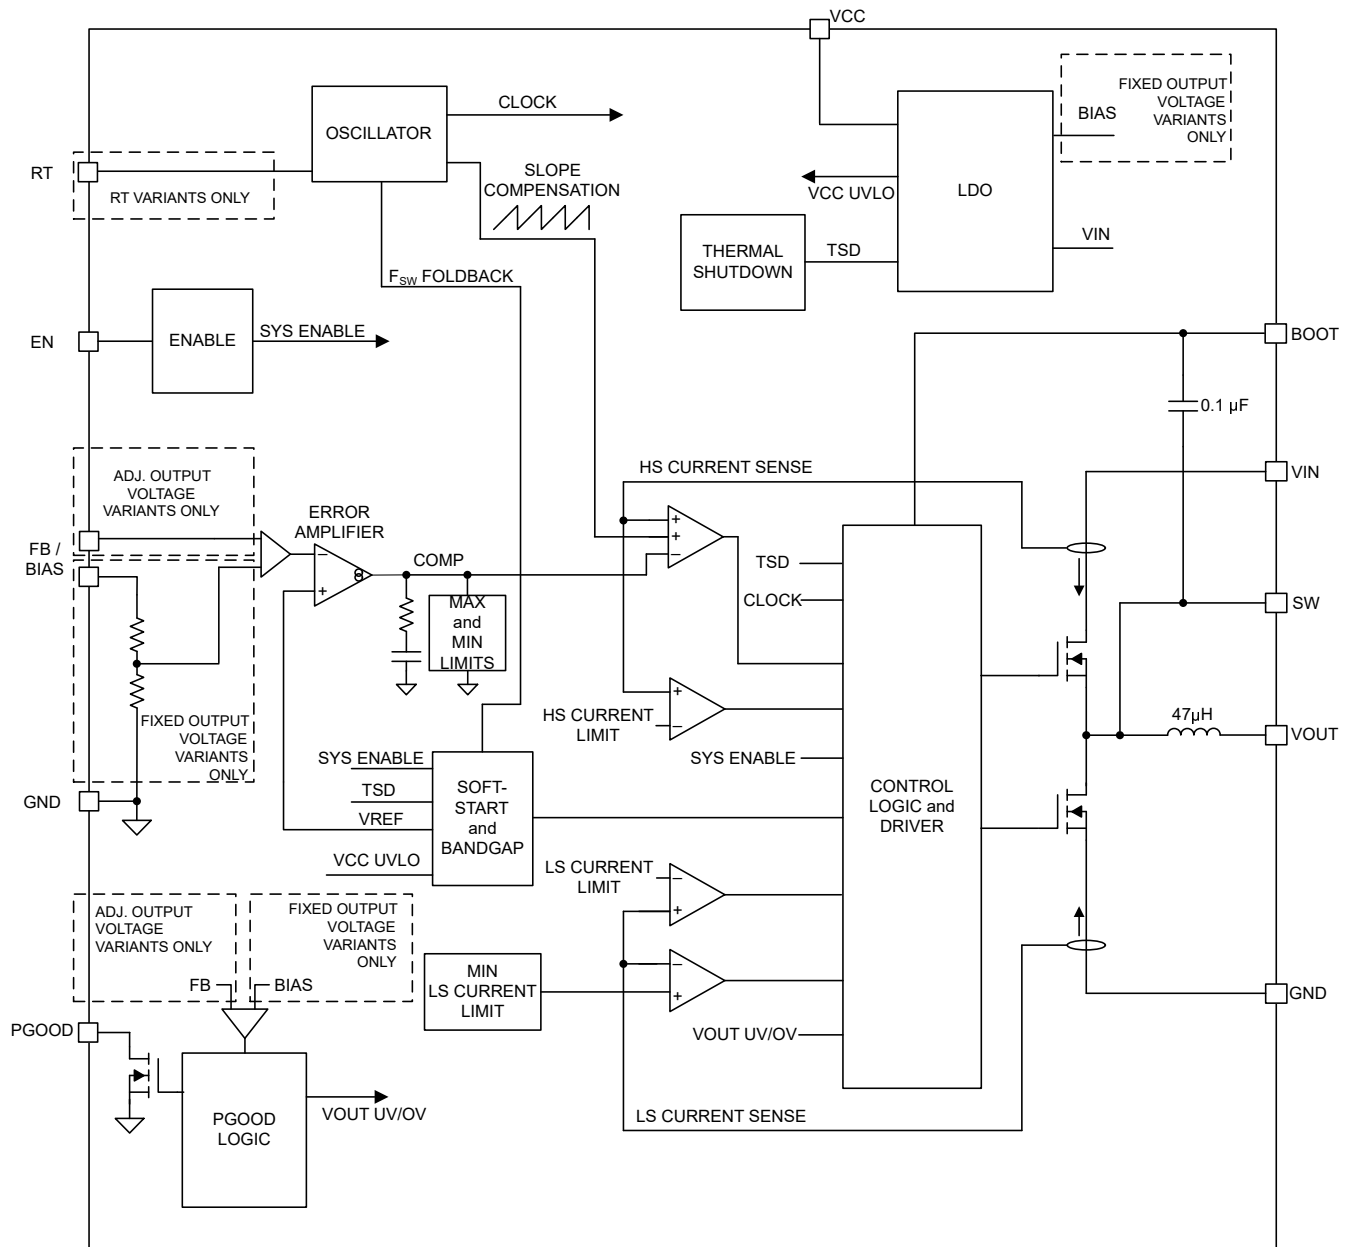 VCC
FIXED OUTPUT
VOLTAGE
VARIANTS
ONLY
BIAS
CLOCK
OSCILLATOR
RT
RT VARIANTS ONLY
SLOPE
COMPENSATION
LDO
VCC UVLO
VIN
THERMAL
SHUTDOWN
TSD
FSW FOLDBACK
EN
ENABLE
SYS ENABLE
BOOT
0.1 µF
ADJ. OUTPUT
VOLTAGE
VARIANTS ONLY
HS CURRENT SENSE
VIN
ERROR
AMPLIFIER
FB /
BIAS
−
+
COMP
+
+
−
TSD
CLOCK
MAX
and
MIN
LIMITS
SW
FIXED OUTPUT
VOLTAGE
VARIANTS
ONLY
HS CURRENT
LIMIT
+
−
47µH
VOUT
SYS ENABLE
SYS ENABLE
TSD
VREF
VCC UVLO
SOFT-
START
and
BANDGAP
CONTROL
LOGIC and
DRIVER
GND
LS CURRENT
LIMIT
−
+
ADJ. OUTPUT
VOLTAGE
VARIANTS ONLY
FIXED OUTPUT
VOLTAGE
VARIANTS
ONLY
FB
BIAS
MIN
LS CURRENT
LIMIT
−
+
GND
PGOOD
VOUT UV/OV
PGOOD
LOGIC
VOUT UV/OV
LS CURRENT SENSE